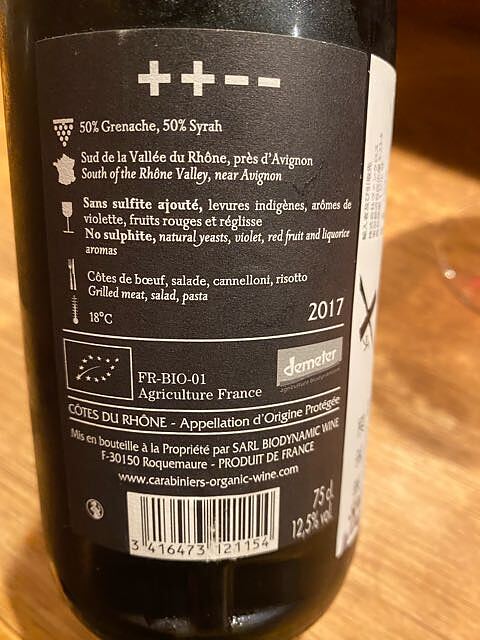 ++--
50% Grenache, 50% Syrah
Sud de la Vallée du Rhône, près d'Avignon
South of the Rhône Valley, near Avignon
Sans sulfite ajouté, levures indigènes, arômes de
violette, fruits rouges et réglisse
No sulphite, natural yeasts, violet, red fruit and liquorice
aromas
Côtes de bœuf, salade, cannelloni, risotto
Grilled meat, salad, pasta
18°C
2017
demeter
agriculture biodynamique
FR-BIO-01
Agriculture France
CÔTES DU RHÔNE - Appellation d'Origine Protégée
Mis en bouteille à la Propriété par SARL BIODYNAMIC WINE
F-30150 Roquemaure - PRODUIT DE FRANCE
www.carabiniers-organic-wine.com
75 cl
12,5% vol.
3 416473 121154